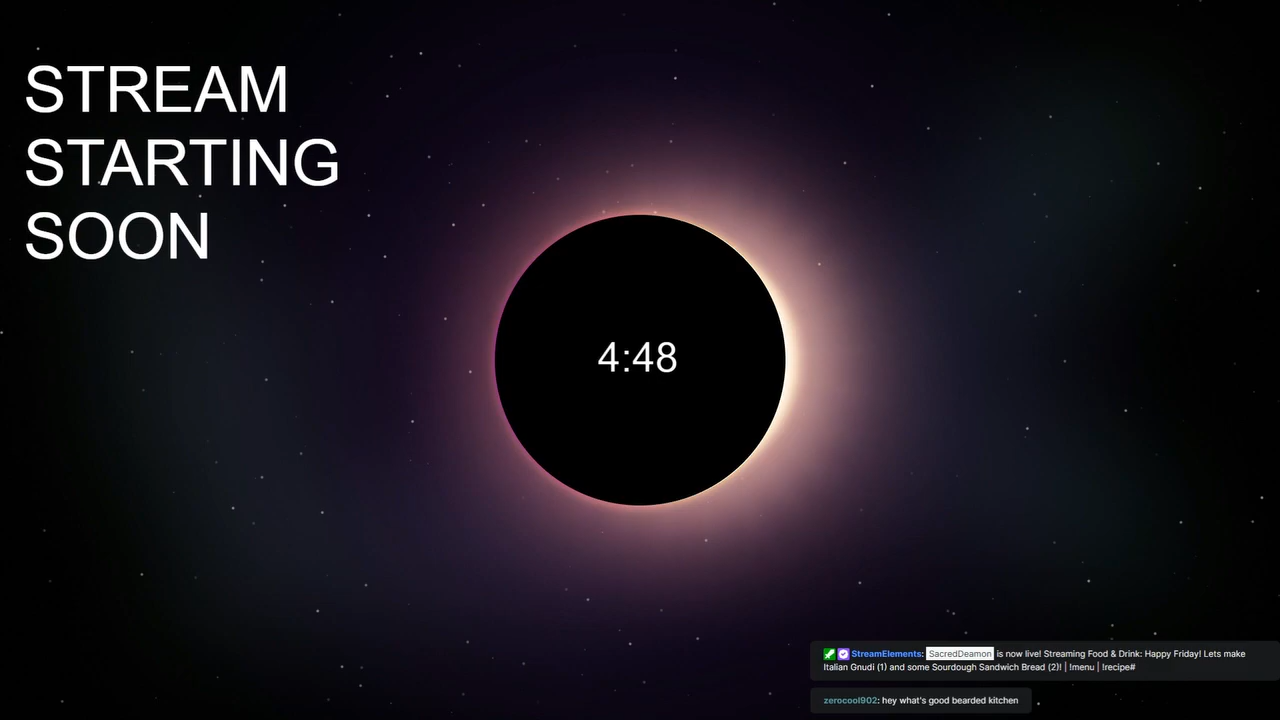 STREAM
STARTING
SOON
4:48
StreamElements: SacredDeamon is now live! Streaming Food & Drink: Happy Friday! Lets make
Italian Gnudi (1) and some Sourdough Sandwich Bread (2)! | !menu | !recipe#
zerocool902: hey what's good bearded kitchen